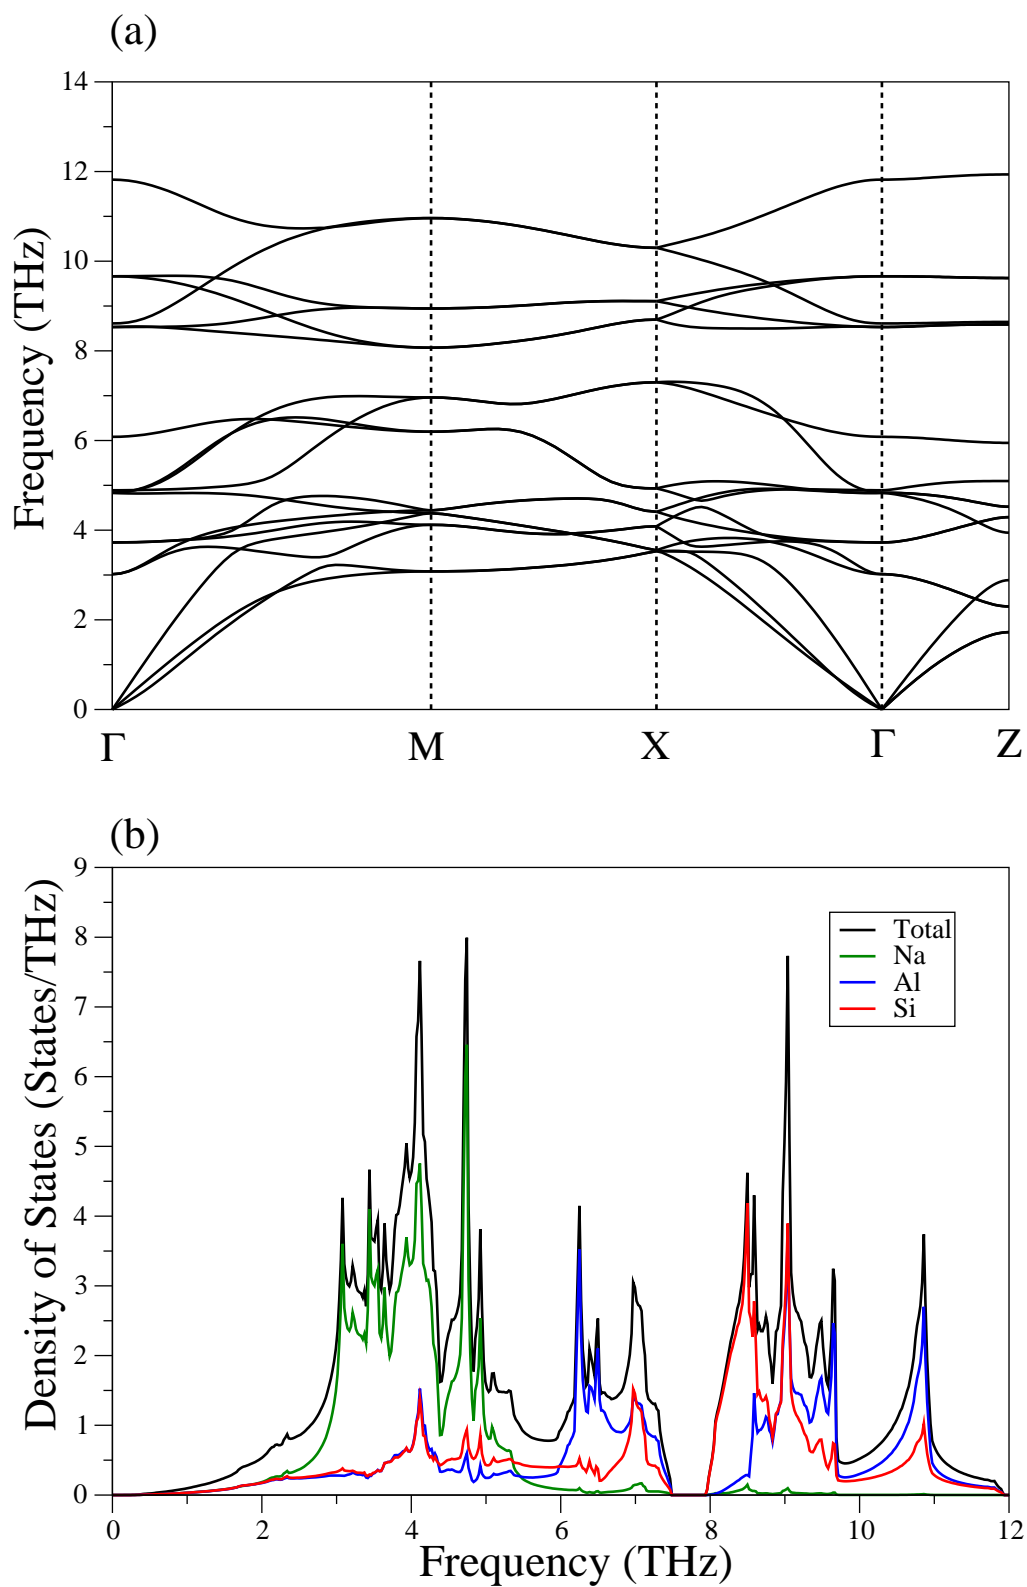 (a)
14
12
10
8
6
4
2
0
Frequency (THz)
Γ M X Γ Z
(b)
9
8
7
6
5
4
3
2
1
0
Density of States (States/THz)
Total
Na
Al
Si
0 2 4 6 8 10 12
Frequency (THz)